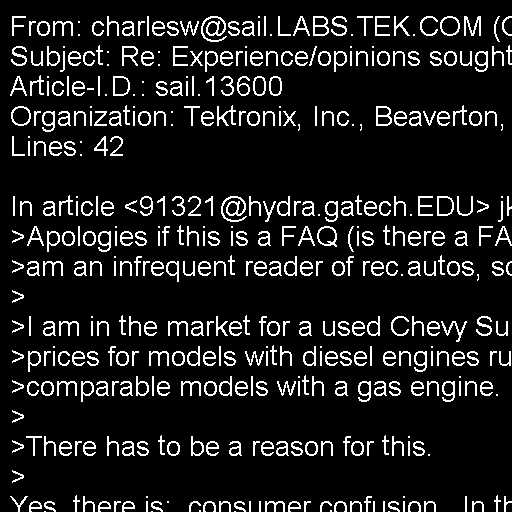 From: charlesw@sail.LABS.TEK.COM (
Subject: Re: Experience/opinions sought
Article-I.D.: sail.13600
Organization: Tektronix, Inc., Beaverton,
Lines: 42

In article <91321@hydra.gatech.EDU> jk
>Apologies if this is a FAQ (is there a FA
>am an infrequent reader of rec.autos, so
>
>I am in the market for a used Chevy Su
>prices for models with diesel engines ru
>comparable models with a gas engine.
>
>There has to be a reason for this.
>
Yes, there is: consumer confusion. In th